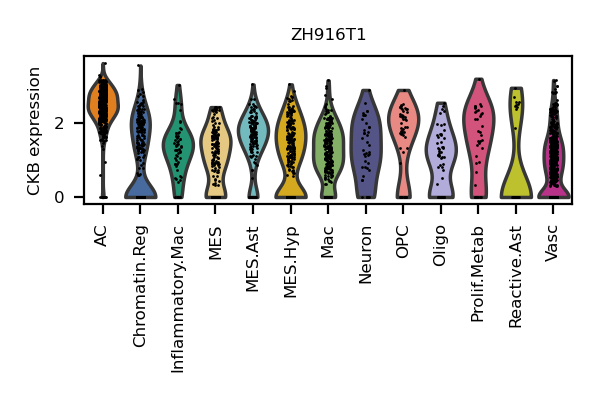 ZH916T1
CKB expression
2
0
AC
Chromatin.Reg
Inflammatory.Mac
MES
MES.Ast
MES.Hyp
Mac
Neuron
OPC
Oligo
Prolif.Metab
Reactive.Ast
Vasc